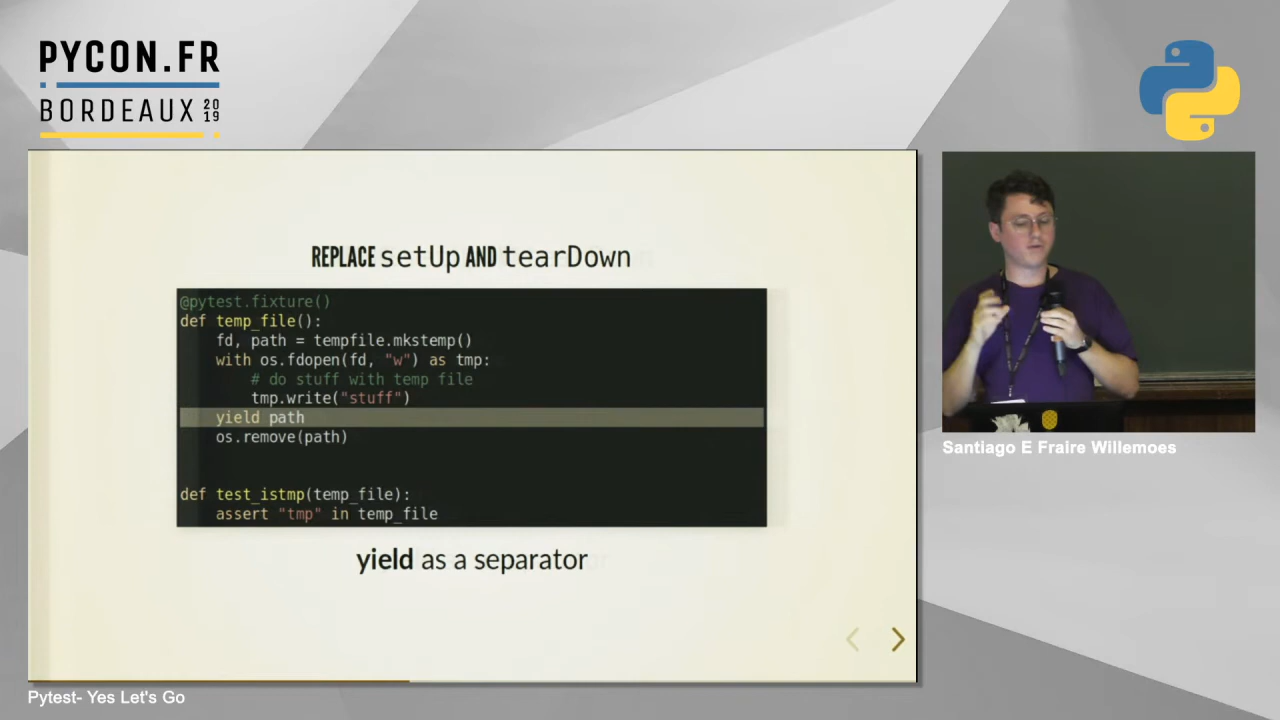 PYCON.FR
BORDEAUX 2019
REPLACE setUp AND tearDown
@pytest.fixture()
def temp_file():
    fd, path = tempfile.mkstemp()
    with os.fdopen(fd, "w") as tmp:
        # do stuff with temp file
        tmp.write("stuff")
    yield path
    os.remove(path)
def test_istmp(temp_file):
    assert "tmp" in temp_file
yield as a separator
Santiago E Fraire Willemoes
Pytest- Yes Let's Go